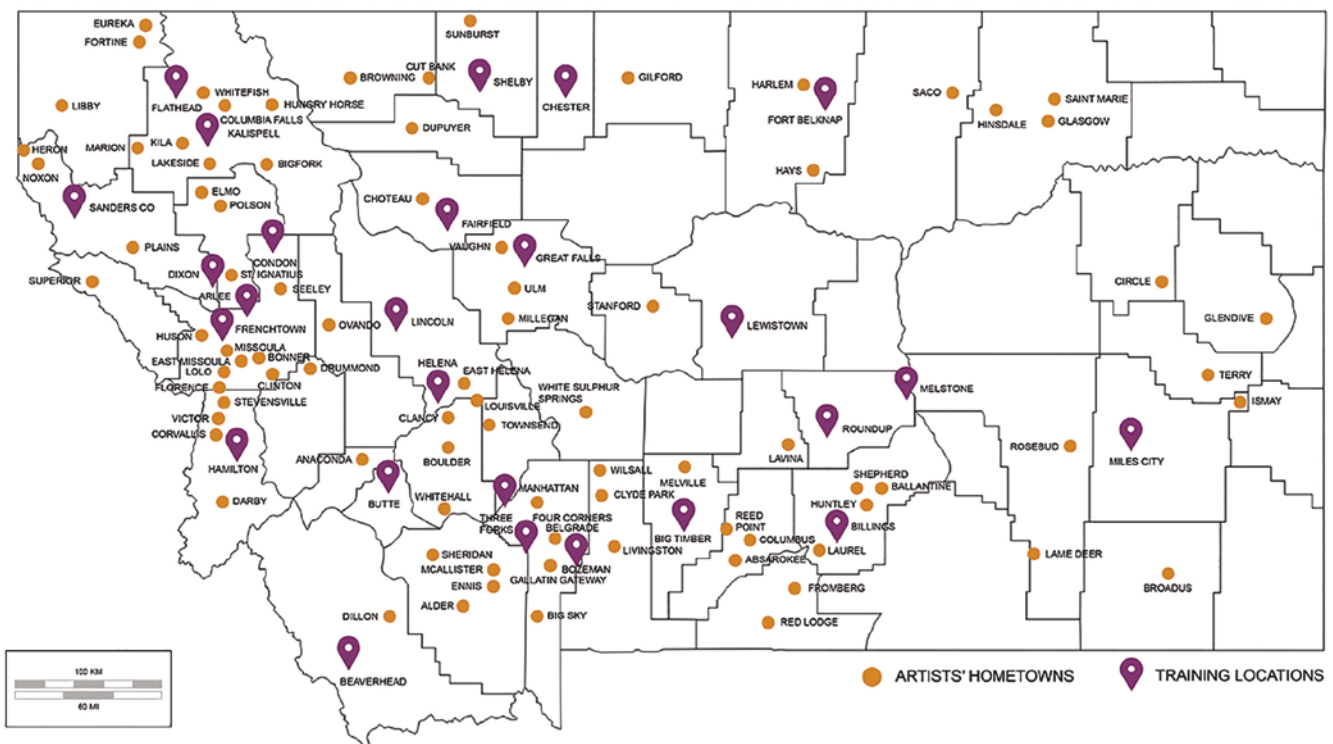 EUREKA
FORTINE
SUNBURST
CUT BANK
BROWNING
SHELBY
CHESTER
GILFORD
HARLEM
FORT BELKNAP
SACO
HINSDALE
SAINT MARIE
GLASGOW
LIBBY
FLATHEAD
WHITEFISH
COLUMBIA FALLS
HUNGRY HORSE
KALISPELL
DUPUYER
HERON
MARION
KILA
NOXON
LAKESIDE
BIGFORK
HAYS
SANDERS CO
ELMO
POLSON
CHOTEAU
FAIRFIELD
PLAINS
CONDON
VAUGHN
GREAT FALLS
SUPERIOR
DIXON
ST. IGNATIUS
ARLEE
SEELEY
ULM
STANFORD
CIRCLE
HUSON
FRENCHTOWN
OVANDO
LINCOLN
MILLEGAN
LEWISTOWN
GLENDIVE
MISSOULA
EAST MISSOULA
BONNER
LOLO
DRUMMOND
CLINTON
FLORENCE
HELENA
EAST HELENA
WHITE SULPHUR
SPRINGS
MELSTONE
TERRY
ISMAY
STEVENSVILLE
VICTOR
CORVALLIS
HAMILTON
CLANCY
LOUISVILLE
TOWNSEND
ROUNDUP
LAVINA
ROSEBUD
MILES CITY
ANACONDA
BOULDER
BUTTE
WHITEHALL
DARBY
MANHATTAN
THREE
FORKS
FOUR CORNERS
BELGRADE
WILSALL
CLYDE PARK
MELVILLE
SHEPHERD
BALLANTINE
HUNTLEY
BILLINGS
REED
POINT
BIG TIMBER
COLUMBUS
LAUREL
ABSAROKEE
LIVINGSTON
BOZEMAN
GALLATIN GATEWAY
SHERIDAN
MCALLISTER
ENNIS
ALDER
LAME DEER
BROADUS
FROMBERG
RED LODGE
DILLON
BIG SKY
BEAVERHEAD
100 KM
60 MI
ARTISTS' HOMETOWNS
TRAINING LOCATIONS